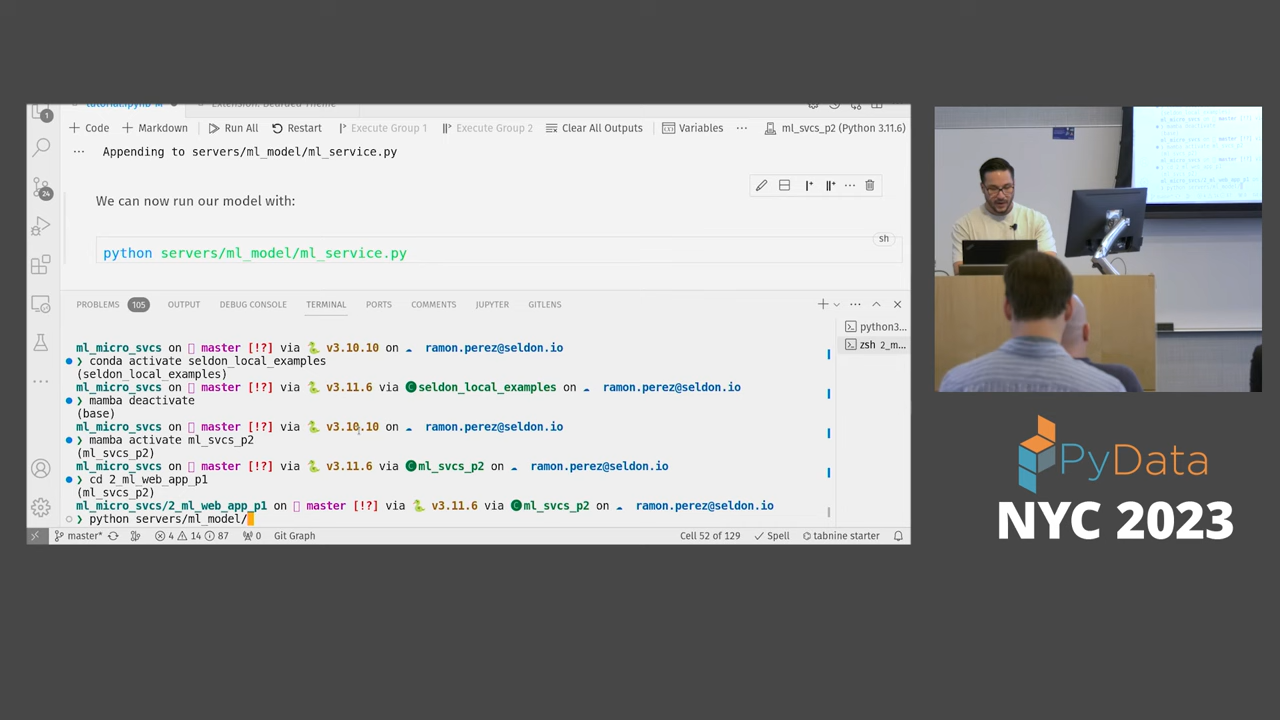 tutorial.ipynb M
Extension: Bearded Theme
1
+ Code + Markdown Run All Restart Execute Group 1 Execute Group 2 Clear All Outputs Variables ... ml_svcs_p2 (Python 3.11.6)
... Appending to servers/ml_model/ml_service.py
24
We can now run our model with:
sh
python servers/ml_model/ml_service.py
PROBLEMS 105 OUTPUT DEBUG CONSOLE TERMINAL PORTS COMMENTS JUPYTER GITLENS
python3...
zsh 2_m...
ml_micro_svcs on master [!?] via v3.10.10 on ramon.perez@seldon.io
❯ conda activate seldon_local_examples
(seldon_local_examples)
ml_micro_svcs on master [!?] via v3.11.6 via C seldon_local_examples on ramon.perez@seldon.io
❯ mamba deactivate
(base)
ml_micro_svcs on master [!?] via v3.10.10 on ramon.perez@seldon.io
❯ mamba activate ml_svcs_p2
(ml_svcs_p2)
ml_micro_svcs on master [!?] via v3.11.6 via C ml_svcs_p2 on ramon.perez@seldon.io
❯ cd 2_ml_web_app_p1
(ml_svcs_p2)
ml_micro_svcs/2_ml_web_app_p1 on master [!?] via v3.11.6 via C ml_svcs_p2 on ramon.perez@seldon.io
❯ python servers/ml_model/
master* 4 14 87 0 Git Graph Cell 52 of 129 Spell tabnine starter
PyData
NYC 2023